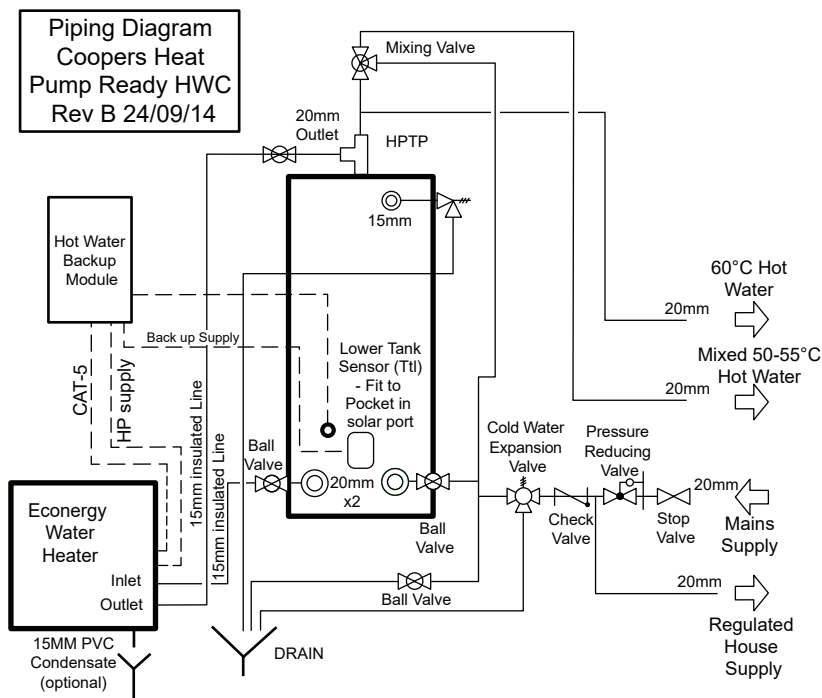 Piping Diagram
Coopers Heat
Pump Ready HWC
Rev B 24/09/14
Mixing Valve
20mm
Outlet
HPTP
15mm
Hot Water
Backup
Module
Back up Supply
CAT-5
HP supply
15mm insulated Line
15mm insulated Line
Lower Tank
Sensor (Ttl)
- Fit to
Pocket in
solar port
Ball
Valve
20mm
x2
Ball
Valve
60°C Hot
Water
20mm
Mixed 50-55°C
Hot Water
20mm
Cold Water
Expansion
Valve
Pressure
Reducing
Valve
Check
Valve
Stop
Valve
20mm
Mains
Supply
20mm
Regulated
House
Supply
Econergy
Water
Heater
Inlet
Outlet
Ball Valve
15MM PVC
Condensate
(optional)
DRAIN